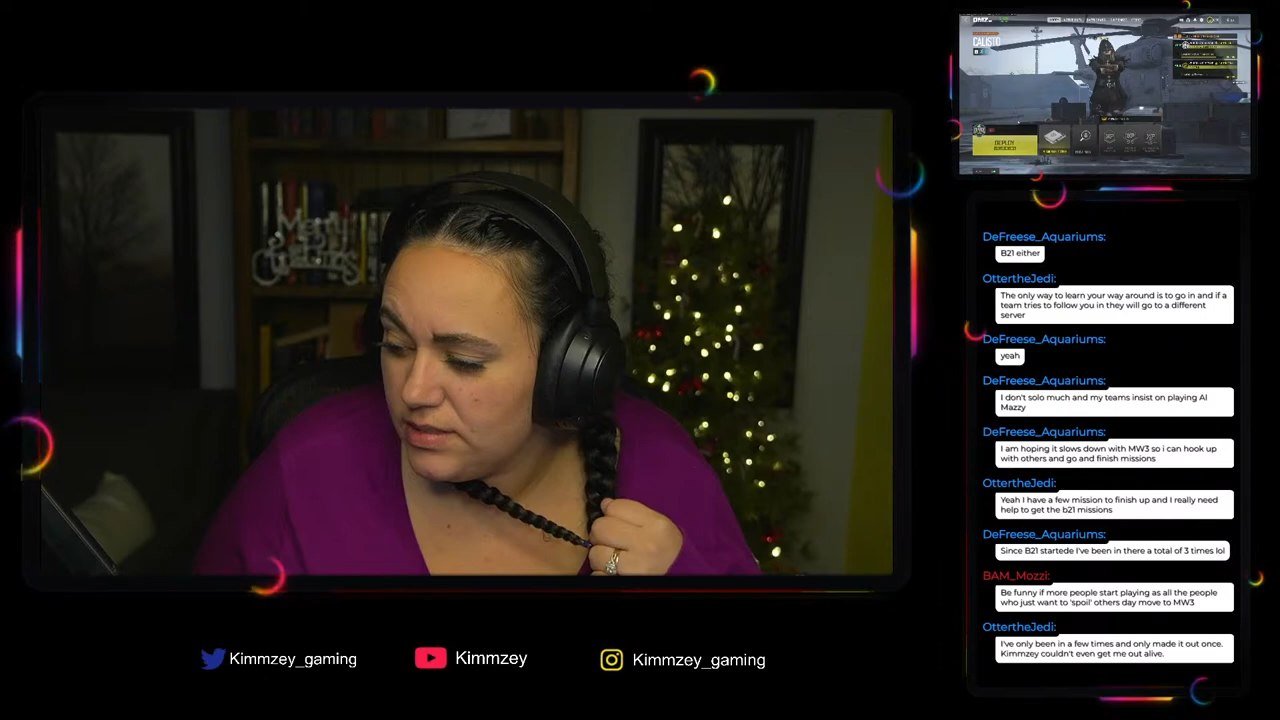 CALISTO
DEPLOY
Merry
Christmas
DeFreese_Aquariums:
B21 either
OttertheJedi:
The only way to learn your way around is to go in and if a
team tries to follow you in they will go to a different
server
DeFreese_Aquariums:
yeah
DeFreese_Aquariums:
I don't solo much and my teams insist on playing Al
Mazzy
DeFreese_Aquariums:
I am hoping it slows down with MW3 so i can hook up
with others and go and finish missions
OttertheJedi:
Yeah I have a few mission to finish up and I really need
help to get the b21 missions
DeFreese_Aquariums:
Since B21 startede I've been in there a total of 3 times lol
BAM_Mozzi:
Be funny if more people start playing as all the people
who just want to 'spoil' others day move to MW3
OttertheJedi:
I've only been in a few times and only made it out once.
Kimmzey couldn't even get me out alive.
Kimmzey_gaming
Kimmzey
Kimmzey_gaming